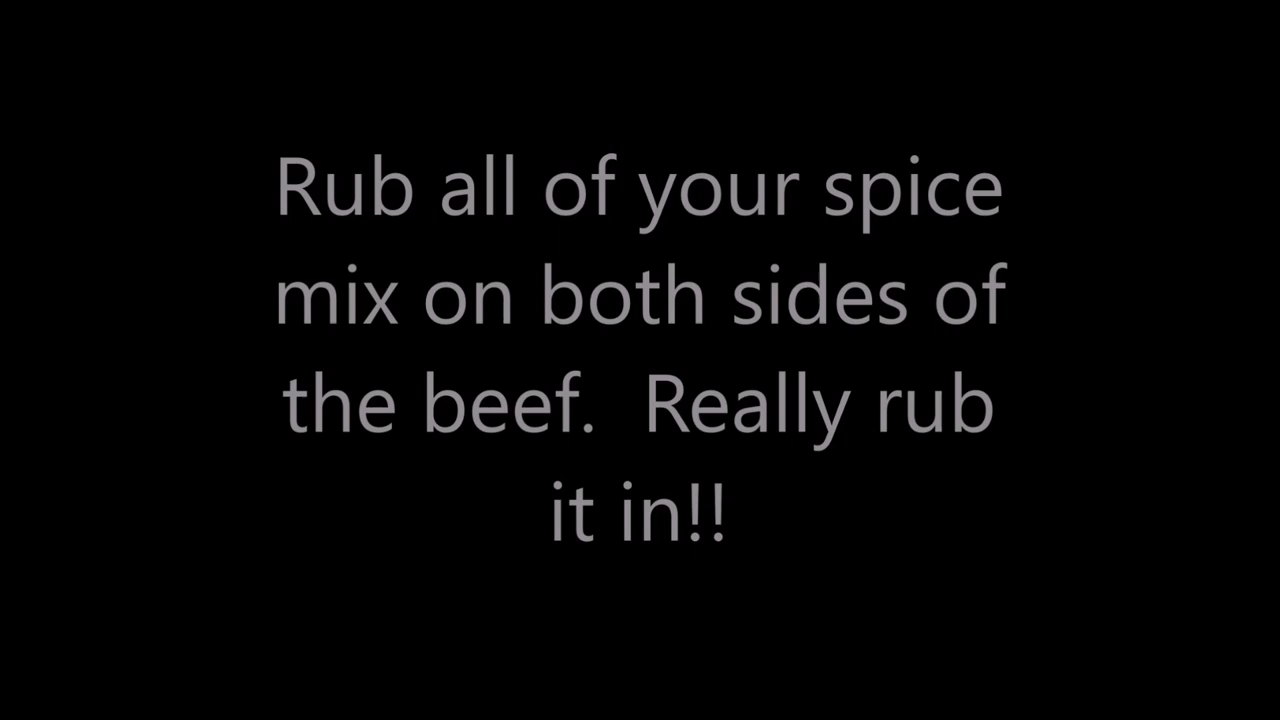 Rub all of your spice
mix on both sides of
the beef.  Really rub
it in!!